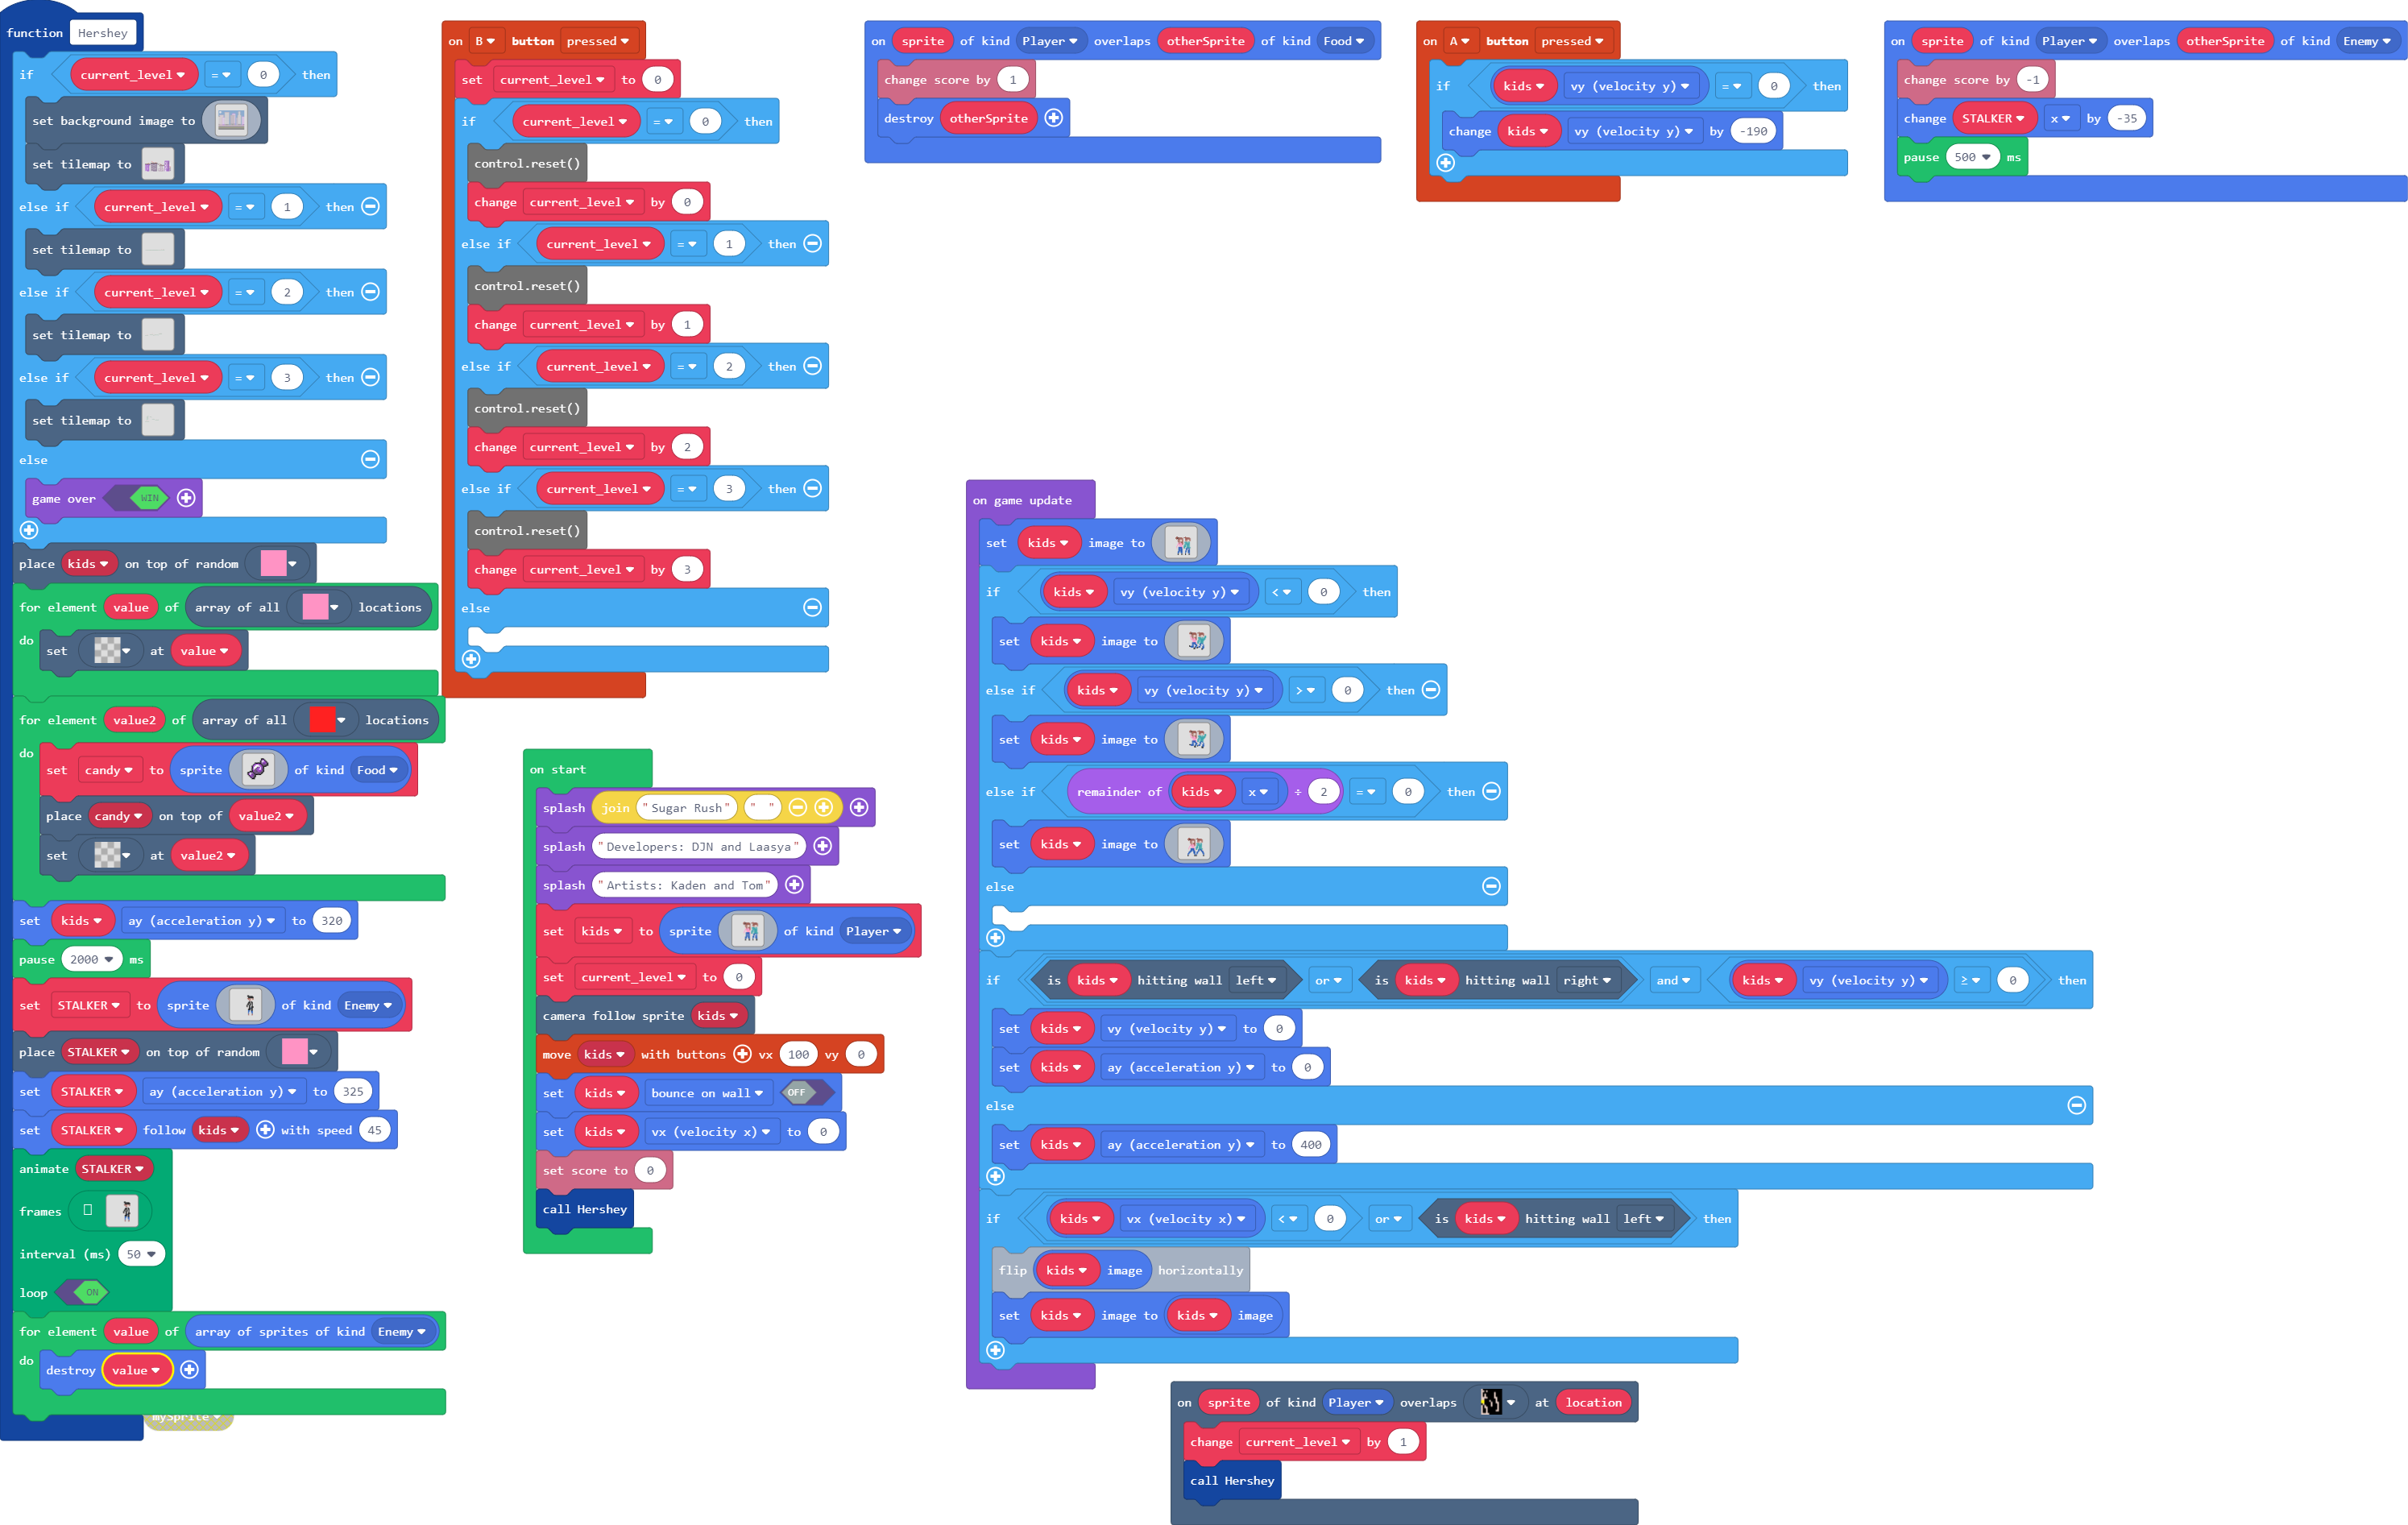 function Hershey
if current_level = 0 then
set background image to
set tilemap to
else if current_level = 1 then
set tilemap to
else if current_level = 2 then
set tilemap to
else if current_level = 3 then
set tilemap to
else
game over WIN
place kids on top of random
for element value of array of all locations
do
set at value
for element value2 of array of all locations
do
set candy to sprite of kind Food
place candy on top of value2
set at value2
set kids ay (acceleration y) to 320
pause 2000 ms
set STALKER to sprite of kind Enemy
place STALKER on top of random
set STALKER ay (acceleration y) to 325
set STALKER follow kids with speed 45
animate STALKER
frames
interval (ms) 50
loop ON
for element value of array of sprites of kind Enemy
do
destroy value
mySprite
on B button pressed
set current_level to 0
if current_level = 0 then
control.reset()
change current_level by 0
else if current_level = 1 then
control.reset()
change current_level by 1
else if current_level = 2 then
control.reset()
change current_level by 2
else if current_level = 3 then
control.reset()
change current_level by 3
else
on start
splash join "Sugar Rush" " "
splash "Developers: DJN and Laasya"
splash "Artists: Kaden and Tom"
set kids to sprite of kind Player
set current_level to 0
camera follow sprite kids
move kids with buttons vx 100 vy 0
set kids bounce on wall OFF
set kids vx (velocity x) to 0
set score to 0
call Hershey
on sprite of kind Player overlaps otherSprite of kind Food
change score by 1
destroy otherSprite
on A button pressed
if kids vy (velocity y) = 0 then
change kids vy (velocity y) by -190
on sprite of kind Player overlaps otherSprite of kind Enemy
change score by -1
change STALKER x by -35
pause 500 ms
on game update
set kids image to
if kids vy (velocity y) < 0 then
set kids image to
else if kids vy (velocity y) > 0 then
set kids image to
else if remainder of kids x ÷ 2 = 0 then
set kids image to
else
if is kids hitting wall left or is kids hitting wall right and kids vy (velocity y) ≥ 0 then
set kids vy (velocity y) to 0
set kids ay (acceleration y) to 0
else
set kids ay (acceleration y) to 400
if kids vx (velocity x) < 0 or is kids hitting wall left then
flip kids image horizontally
set kids image to kids image
on sprite of kind Player overlaps at location
change current_level by 1
call Hershey